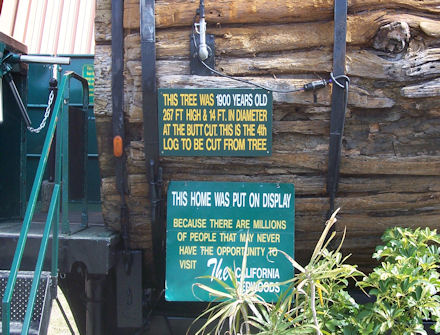 THIS TREE WAS 1900 YEARS OLD
267 FT HIGH & 14 FT. IN DIAMETER
AT THE BUTT CUT. THIS IS THE 4th
LOG TO BE CUT FROM TREE.
THIS HOME WAS PUT ON DISPLAY
BECAUSE THERE ARE MILLIONS
OF PEOPLE THAT MAY NEVER
HAVE THE OPPORTUNITY TO
VISIT The CALIFORNIA
REDWOODS